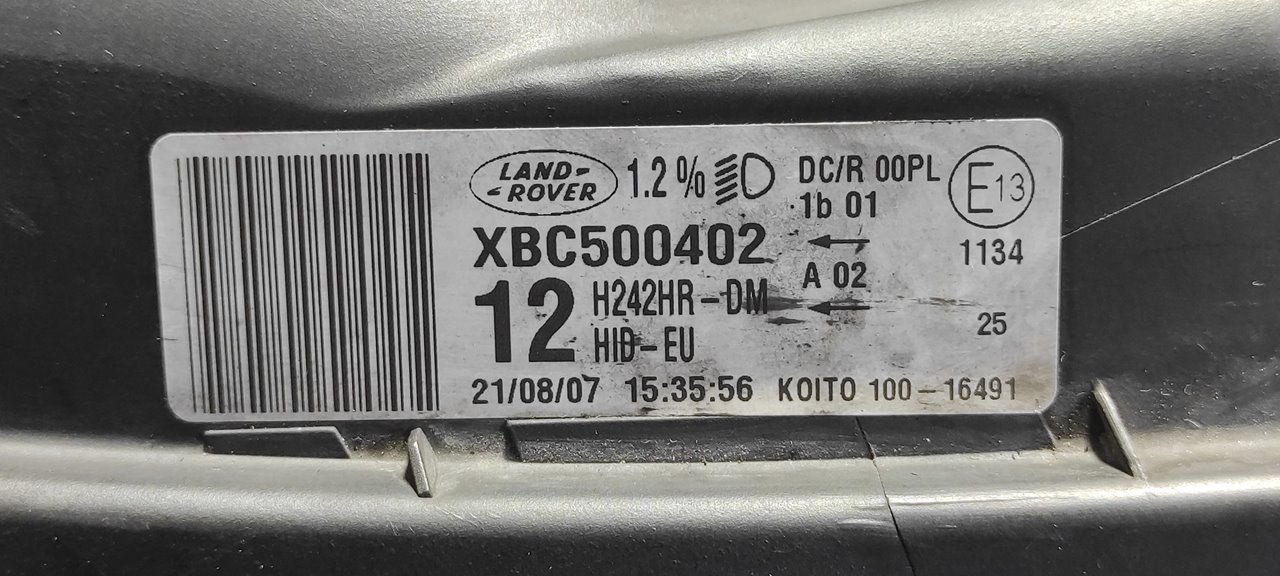 LAND-
ROVER
1.2%
DC/R 00PL
1b 01
E13
XBC500402
A 02
1134
12
H242HR-DM
HID-EU
25
21/08/07 15:35:56 KOITO 100-16491